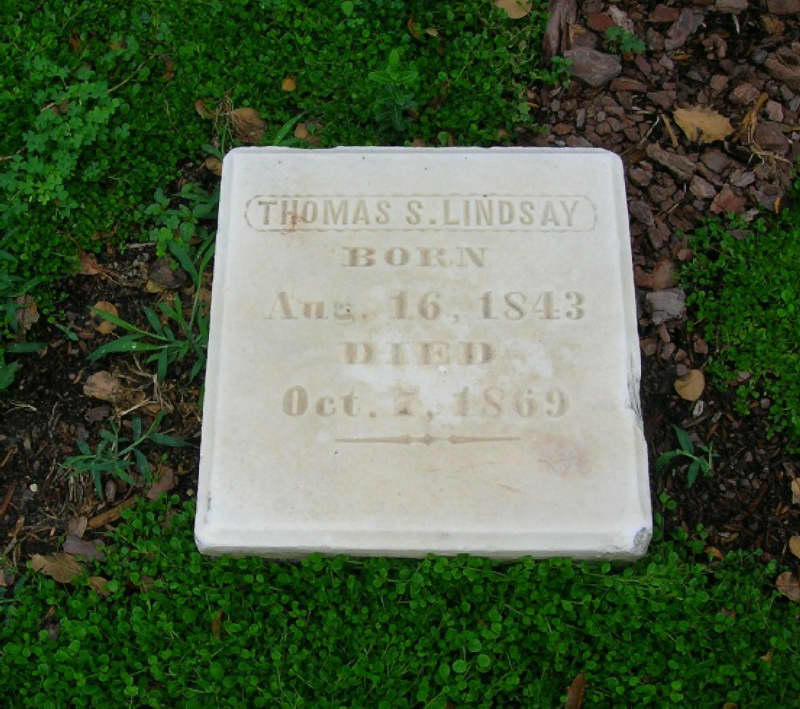 THOMAS S. LINDSAY
BORN
Aug. 16, 1843
DIED
Oct. 7, 1869